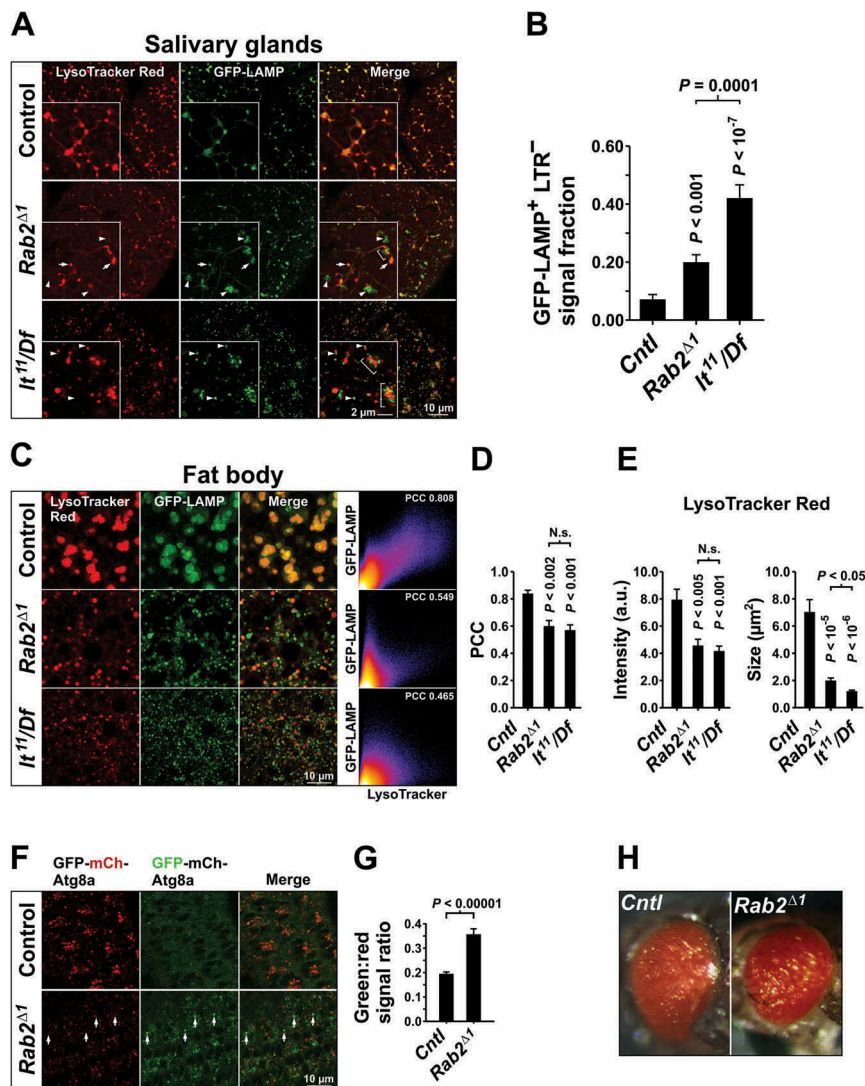 A
Salivary glands
LysoTracker Red
GFP-LAMP
Merge
Control
Rab2Δ1
lt11/Df
2 µm
10 µm
B
P = 0.0001
P < 0.001
P < 10-7
GFP-LAMP+ LTR−
signal fraction
0.60
0.40
0.20
0.00
Cntl
Rab2Δ1
lt11/Df
C
Fat body
LysoTracker
Red
GFP-LAMP
Merge
Control
Rab2Δ1
lt11/Df
10 µm
PCC 0.808
GFP-LAMP
PCC 0.549
GFP-LAMP
PCC 0.465
GFP-LAMP
LysoTracker
D
N.s.
P < 0.002
P < 0.001
PCC
1.0
0.8
0.6
0.4
0.2
0.0
Cntl
Rab2Δ1
lt11/Df
E
LysoTracker Red
N.s.
P < 0.005
P < 0.001
Intensity (a.u.)
10.0
8.0
6.0
4.0
2.0
0.0
Cntl
Rab2Δ1
lt11/Df
P < 0.05
P < 10-5
P < 10-6
Size (µm2)
10.0
8.0
6.0
4.0
2.0
0.0
Cntl
Rab2Δ1
lt11/Df
F
GFP-mCh-
Atg8a
GFP-mCh-
Atg8a
Merge
Control
Rab2Δ1
10 µm
G
P < 0.00001
Green:red
signal ratio
0.4
0.3
0.2
0.1
0.0
Cntl
Rab2Δ1
H
Cntl
Rab2Δ1